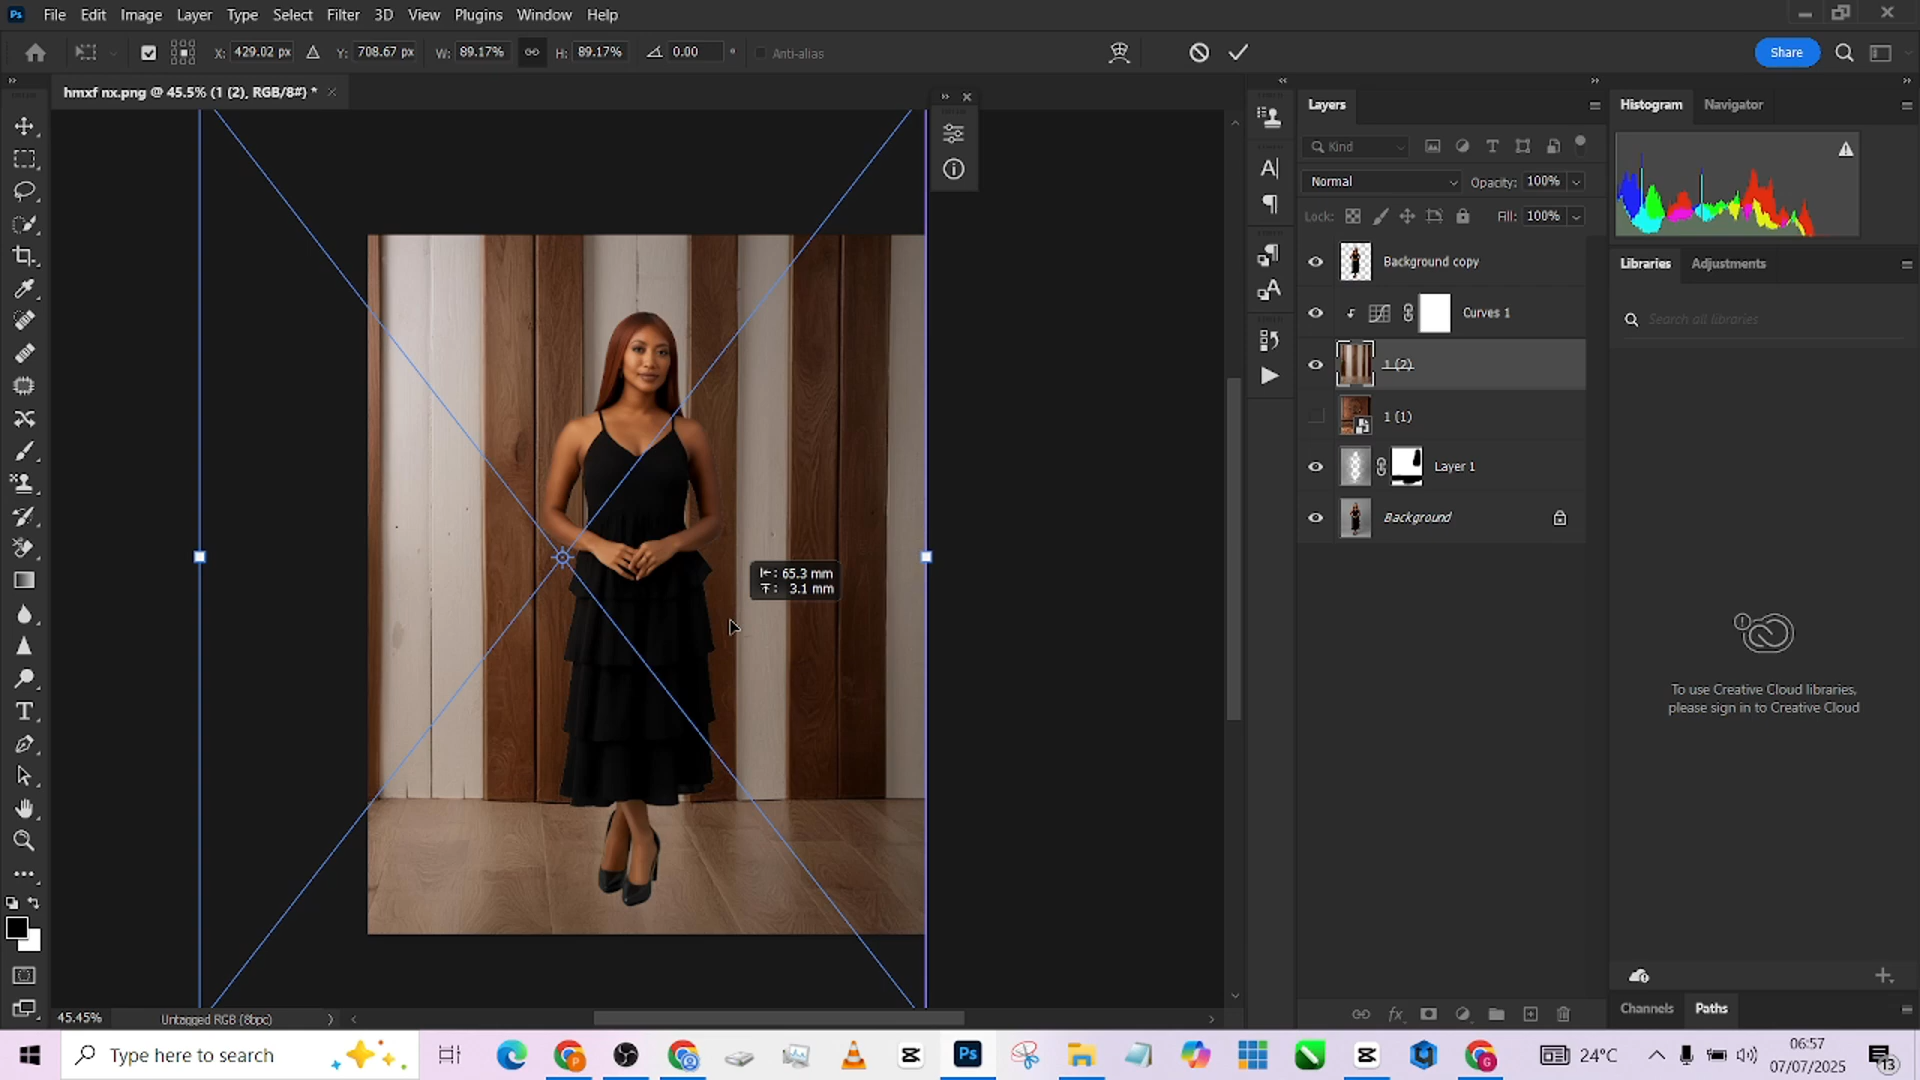 Ps File Edit Image Layer Type Select Filter 3D View Plugins Window Help
X: 429.02 px Y: 708.67 px W: 89.17% H: 89.17% 0.00 ° Anti-alias Share
hmxf nx.png @ 45.5% (1 (2), RGB/8#) *
Layers
Histogram Navigator
Kind
Normal Opacity: 100%
Lock: Fill: 100%
Background copy
Curves 1
1 (2)
1 (1)
Layer 1
Background
Libraries Adjustments
Search all libraries
To use Creative Cloud libraries,
please sign in to Creative Cloud
: 65.3 mm
: 3.1 mm
Channels Paths
45.45% Untagged RGB (8bpc)
Type here to search
Ps
24°C
06:57
07/07/2025
13